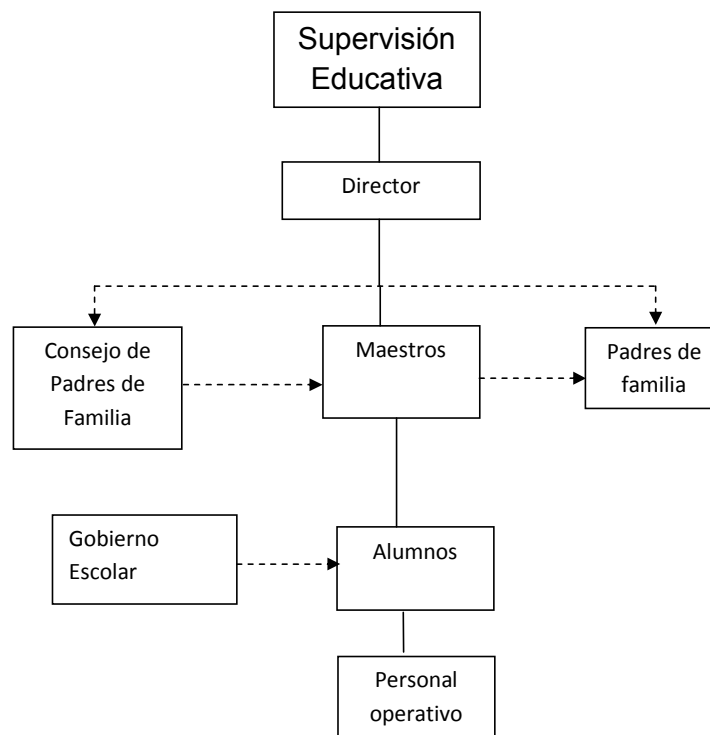 Supervisión
Educativa
Director
Consejo de
Padres de
Familia
Maestros
Padres de
familia
Gobierno
Escolar
Alumnos
Personal
operativo